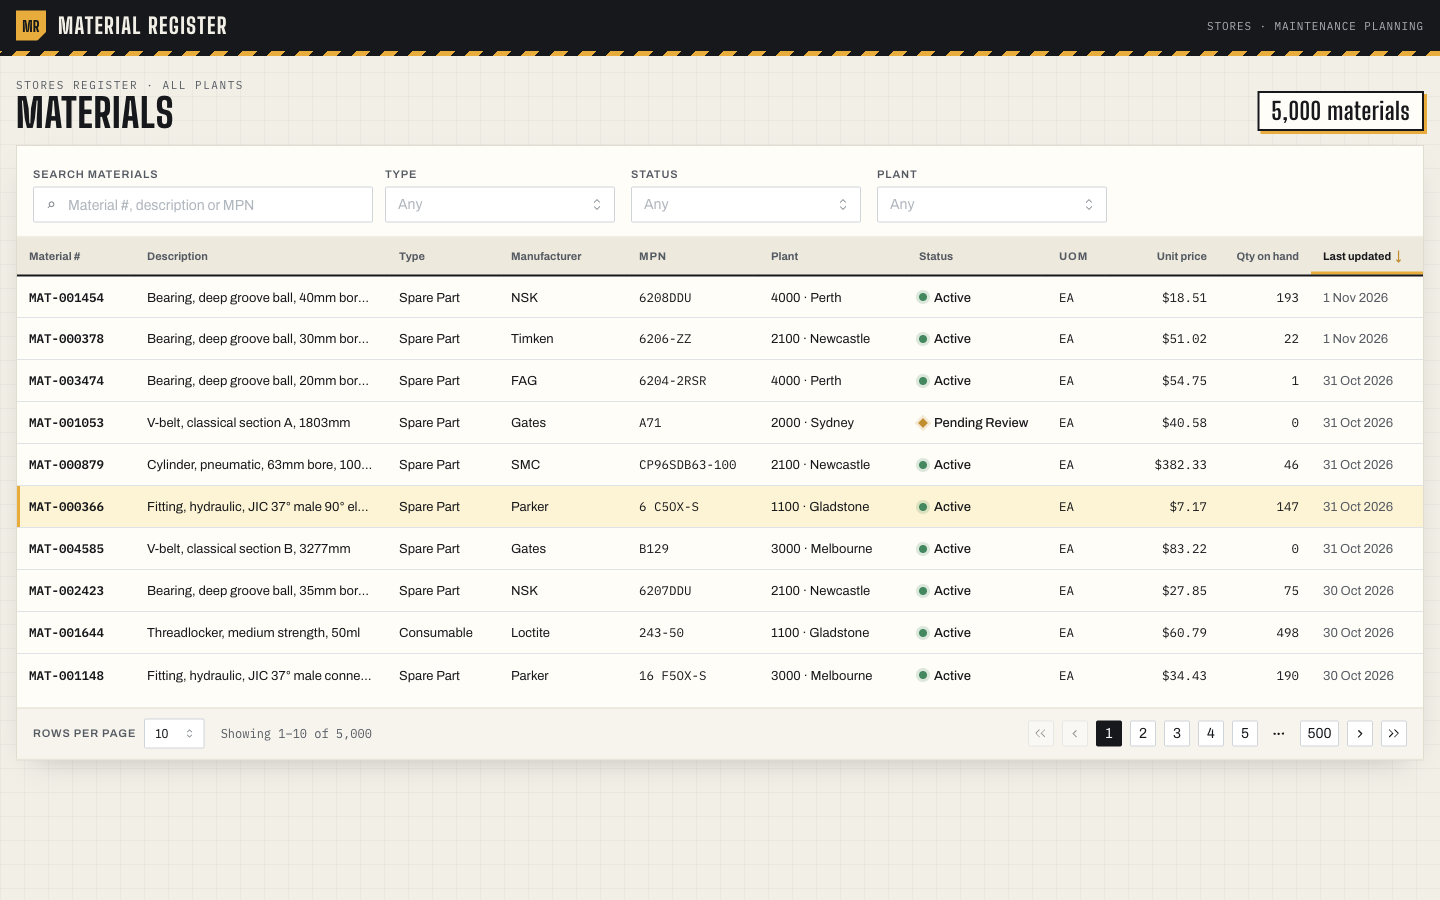 MR MATERIAL REGISTER
STORES · MAINTENANCE PLANNING
STORES REGISTER · ALL PLANTS
MATERIALS
5,000 materials
SEARCH MATERIALS TYPE STATUS PLANT
Material #, description or MPN Any Any Any
Material # Description Type Manufacturer MPN Plant Status UOM Unit price Qty on hand Last updated ↓
MAT-001454 Bearing, deep groove ball, 40mm bor... Spare Part NSK 6208DDU 4000 · Perth Active EA $18.51 193 1 Nov 2026
MAT-000378 Bearing, deep groove ball, 30mm bor... Spare Part Timken 6206-ZZ 2100 · Newcastle Active EA $51.02 22 1 Nov 2026
MAT-003474 Bearing, deep groove ball, 20mm bor... Spare Part FAG 6204-2RSR 4000 · Perth Active EA $54.75 1 31 Oct 2026
MAT-001053 V-belt, classical section A, 1803mm Spare Part Gates A71 2000 · Sydney Pending Review EA $40.58 0 31 Oct 2026
MAT-000879 Cylinder, pneumatic, 63mm bore, 100... Spare Part SMC CP96SDB63-100 2100 · Newcastle Active EA $382.33 46 31 Oct 2026
MAT-000366 Fitting, hydraulic, JIC 37° male 90° el... Spare Part Parker 6 C5OX-S 1100 · Gladstone Active EA $7.17 147 31 Oct 2026
MAT-004585 V-belt, classical section B, 3277mm Spare Part Gates B129 3000 · Melbourne Active EA $83.22 0 31 Oct 2026
MAT-002423 Bearing, deep groove ball, 35mm bor... Spare Part NSK 6207DDU 2100 · Newcastle Active EA $27.85 75 30 Oct 2026
MAT-001644 Threadlocker, medium strength, 50ml Consumable Loctite 243-50 1100 · Gladstone Active EA $60.79 498 30 Oct 2026
MAT-001148 Fitting, hydraulic, JIC 37° male conne... Spare Part Parker 16 F5OX-S 3000 · Melbourne Active EA $34.43 190 30 Oct 2026
ROWS PER PAGE 10 Showing 1–10 of 5,000 1 2 3 4 5 ··· 500